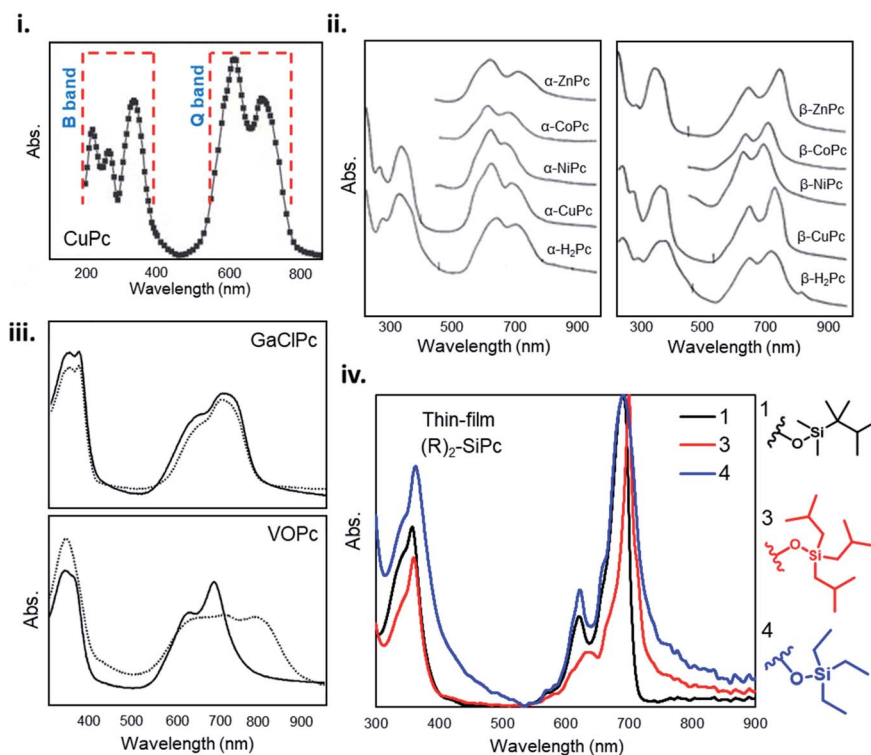 i.
B band
Q band
Abs.
CuPc
200 400 600 800
Wavelength (nm)
ii.
Abs.
α-ZnPc
α-CoPc
α-NiPc
α-CuPc
α-H₂Pc
300 500 700 900
Wavelength (nm)
β-ZnPc
β-CoPc
β-NiPc
β-CuPc
β-H₂Pc
300 500 700 900
Wavelength (nm)
iii.
GaClPc
Abs.
VOPc
400 500 600 700 800 900
Wavelength (nm)
iv.
Thin-film
(R)₂-SiPc
1
3
4
Abs.
300 400 500 600 700 800 900
Wavelength (nm)
1
O Si
3
O Si
4
O Si